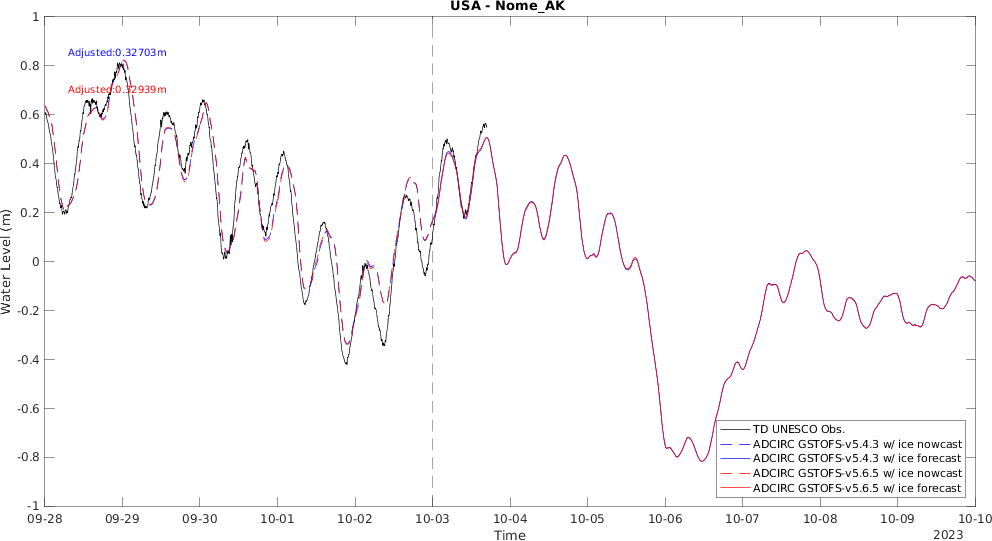 USA - Nome_AK
Adjusted:0.32703m
Adjusted:0.32939m
Water Level (m)
1
0.8
0.6
0.4
0.2
0
-0.2
-0.4
-0.6
-0.8
-1
TD UNESCO Obs.
ADCIRC GSTOFS-v5.4.3 w/ ice nowcast
ADCIRC GSTOFS-v5.4.3 w/ ice forecast
ADCIRC GSTOFS-v5.6.5 w/ ice nowcast
ADCIRC GSTOFS-v5.6.5 w/ ice forecast
09-28 09-29 09-30 10-01 10-02 10-03 10-04 10-05 10-06 10-07 10-08 10-09 10-10
Time
2023